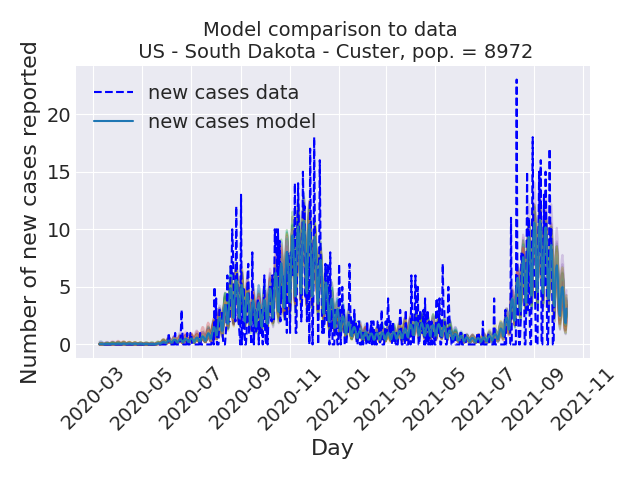 Model comparison to data
US - South Dakota - Custer, pop. = 8972
Number of new cases reported
20
15
10
5
0
new cases data
new cases model
2020-03
2020-05
2020-07
2020-09
2020-11
2021-01
2021-03
2021-05
2021-07
2021-09
2021-11
Day